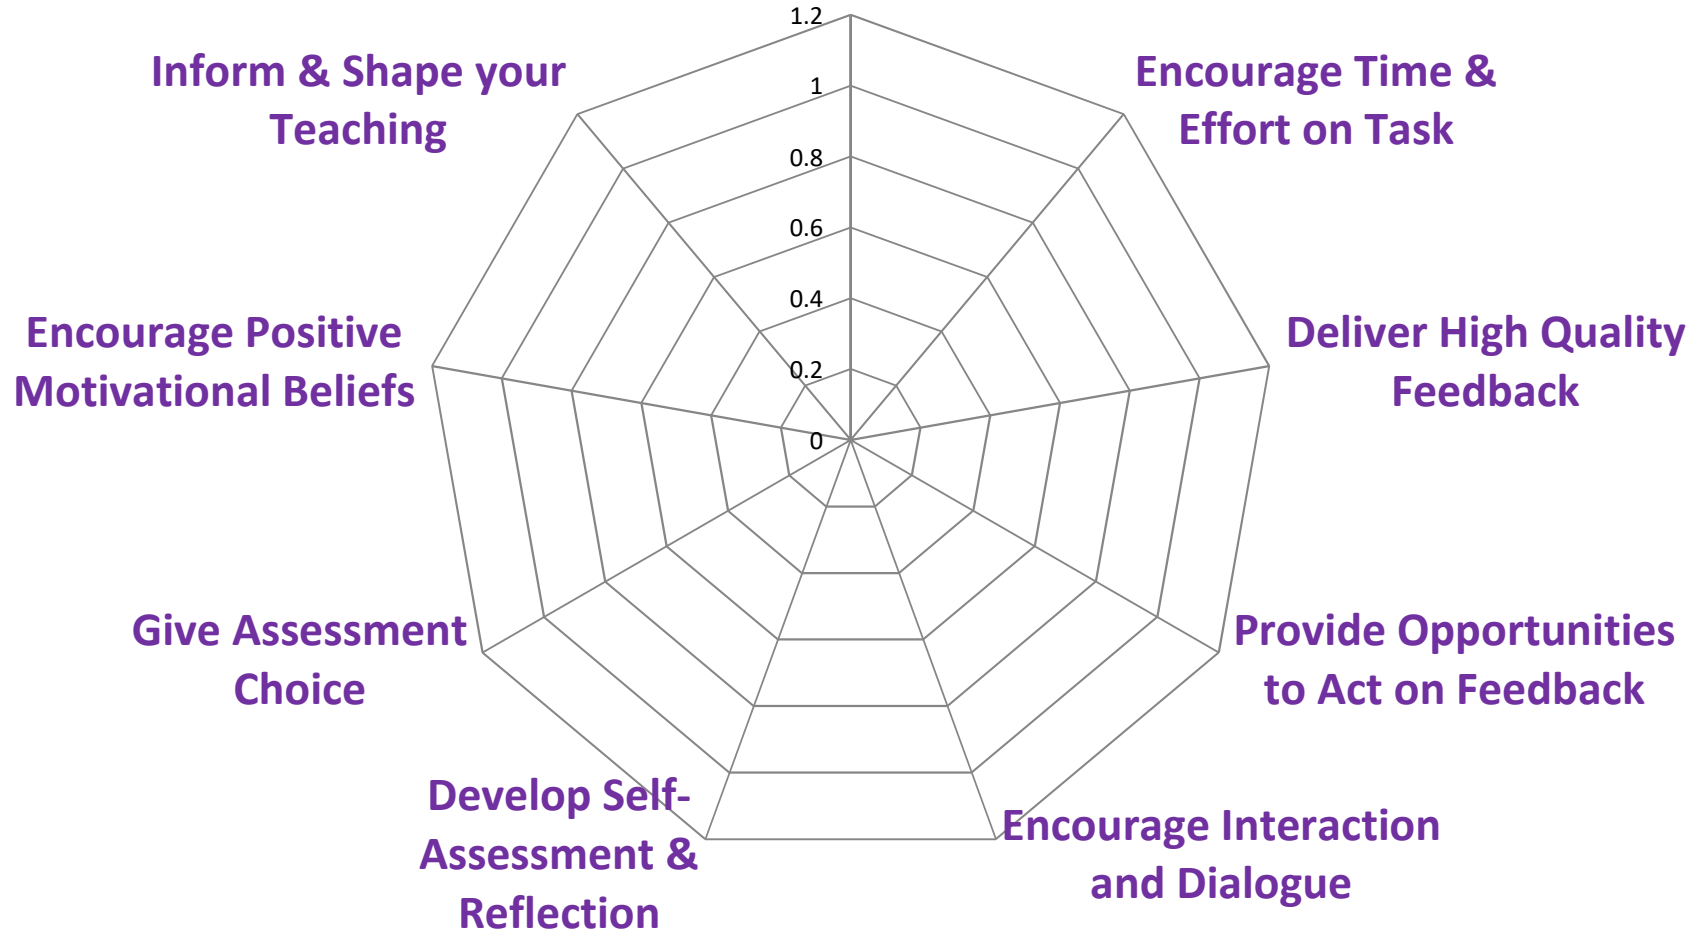 1.2
1
0.8
0.6
0.4
0.2
0
Encourage Time &
Effort on Task
Deliver High Quality
Feedback
Provide Opportunities
to Act on Feedback
Encourage Interaction
and Dialogue
Develop Self-
Assessment &
Reflection
Give Assessment
Choice
Encourage Positive
Motivational Beliefs
Inform & Shape your
Teaching